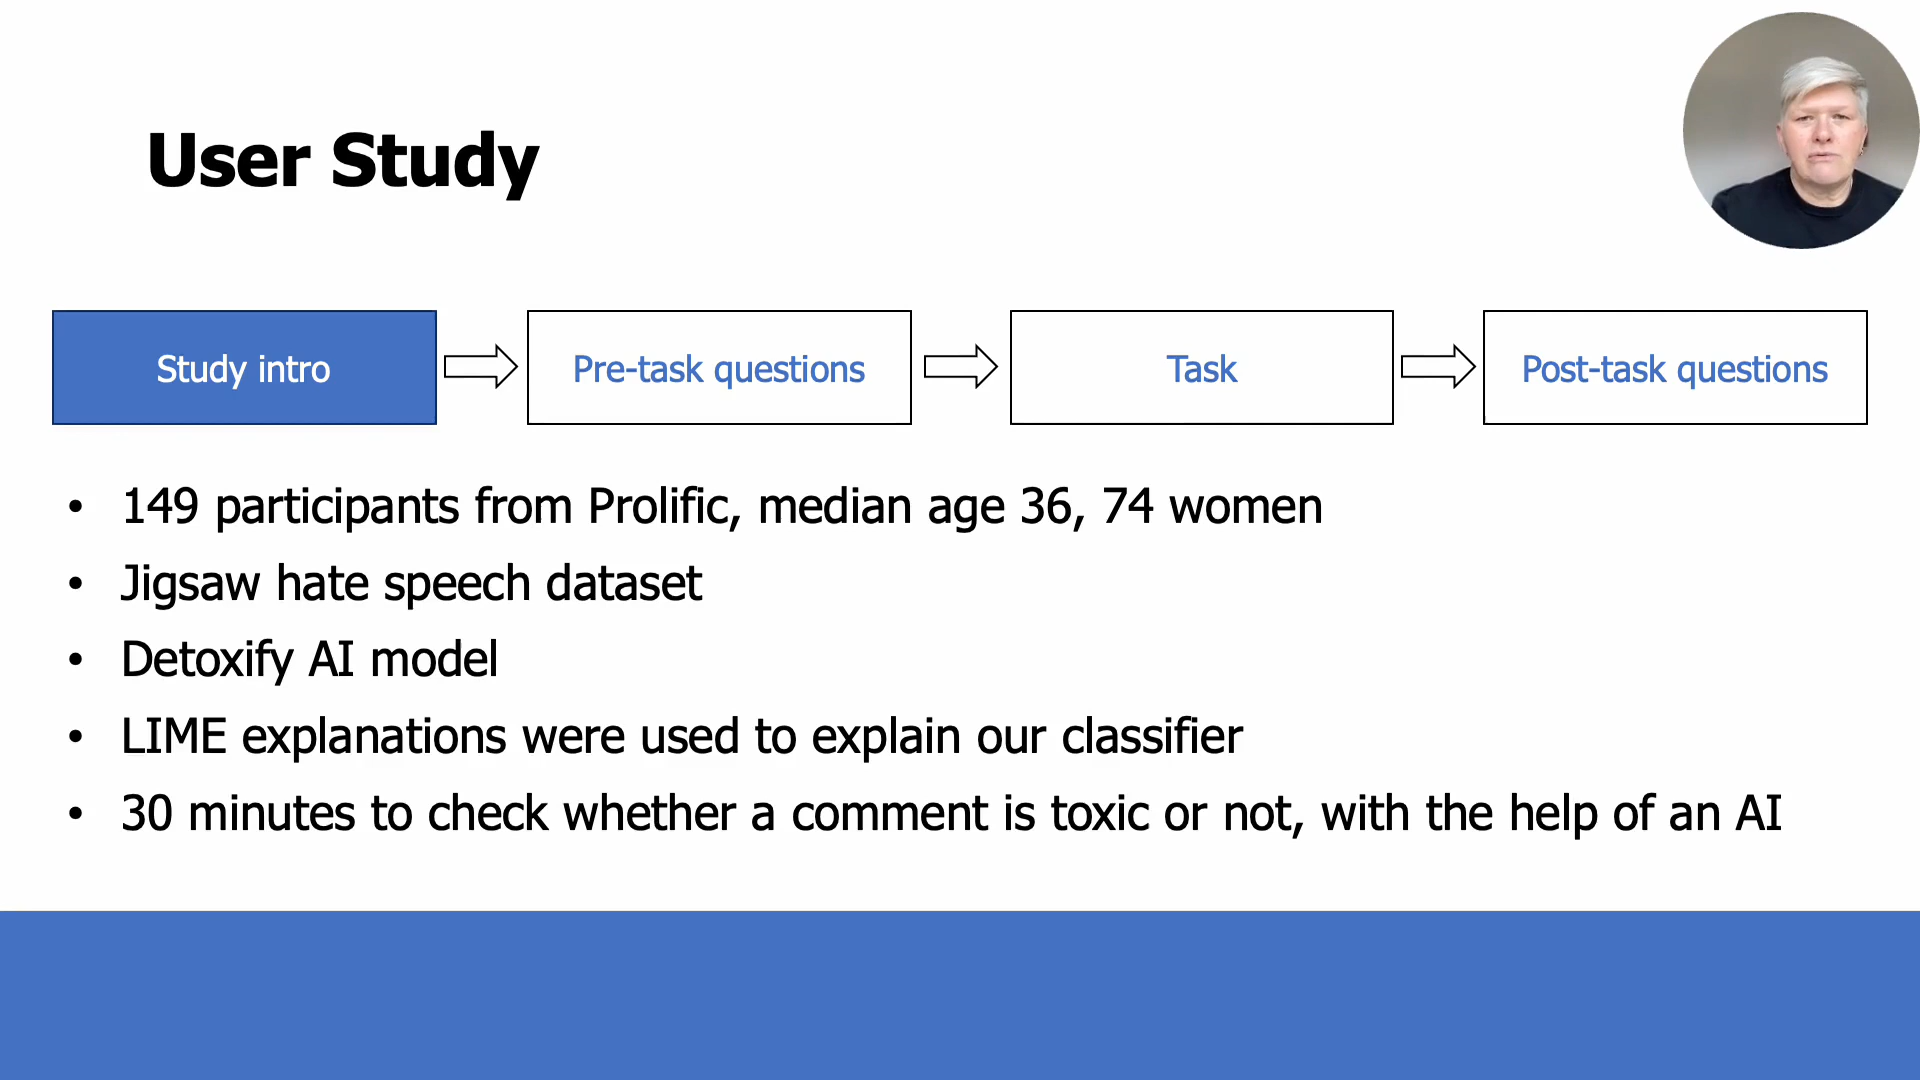 User Study
Study intro
Pre-task questions
Task
Post-task questions
• 149 participants from Prolific, median age 36, 74 women
• Jigsaw hate speech dataset
• Detoxify AI model
• LIME explanations were used to explain our classifier
• 30 minutes to check whether a comment is toxic or not, with the help of an AI